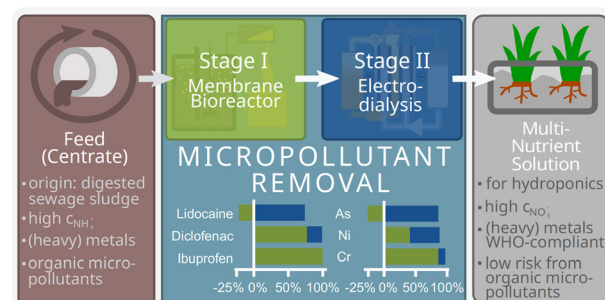 Feed
(Centrate)
•origin: digested
sewage sludge
•high cNH₄⁺
•(heavy) metals
•organic micro-
pollutants
Stage I
Membrane
Bioreactor
Stage II
Electro-
dialysis
MICROPOLLUTANT
REMOVAL
Lidocaine
Diclofenac
Ibuprofen
-25% 0% 50% 100%
As
Ni
Cr
-25% 0% 50% 100%
Multi-
Nutrient
Solution
•for hydroponics
•high cNO₃⁻
•(heavy) metals
WHO-compliant
•low risk from
organic micro-
pollutants